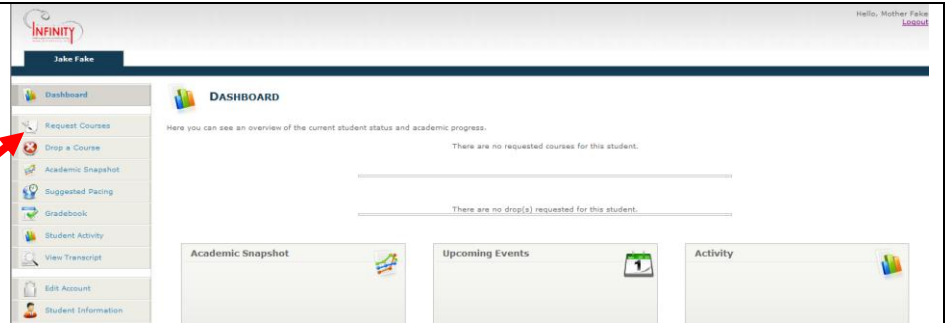 INFINITY
Hello, Mother Fake
Logout
Jake Fake
Dashboard
Request Courses
Drop a Course
Academic Snapshot
Suggested Pacing
Gradebook
Student Activity
View Transcript
Edit Account
Student Information
DASHBOARD
Here you can see an overview of the current student status and academic progress.
There are no requested courses for this student.
There are no drop(s) requested for this student.
Academic Snapshot
Upcoming Events
1
Activity